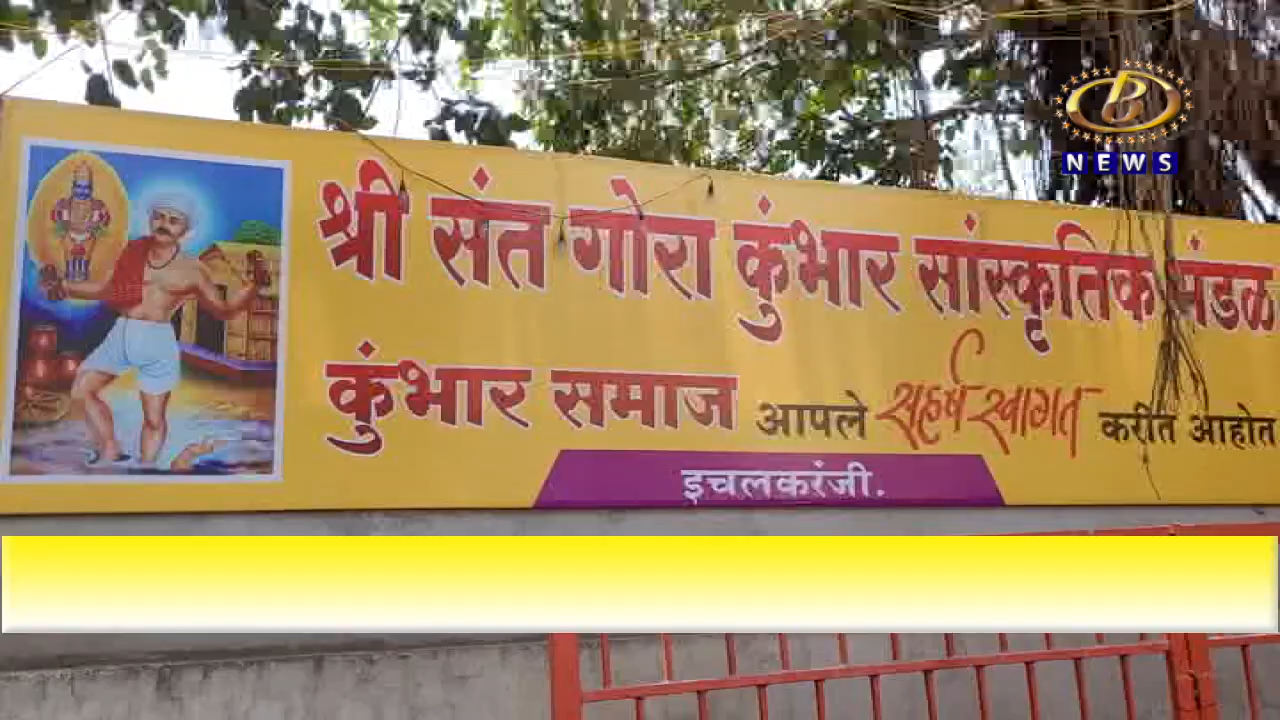 श्री संत गोरा कुंभार सांस्कृतिक मंडळ
कुंभार समाज आपले सहर्ष स्वागत करीत आहोत
इचलकरंजी.
B
NEWS